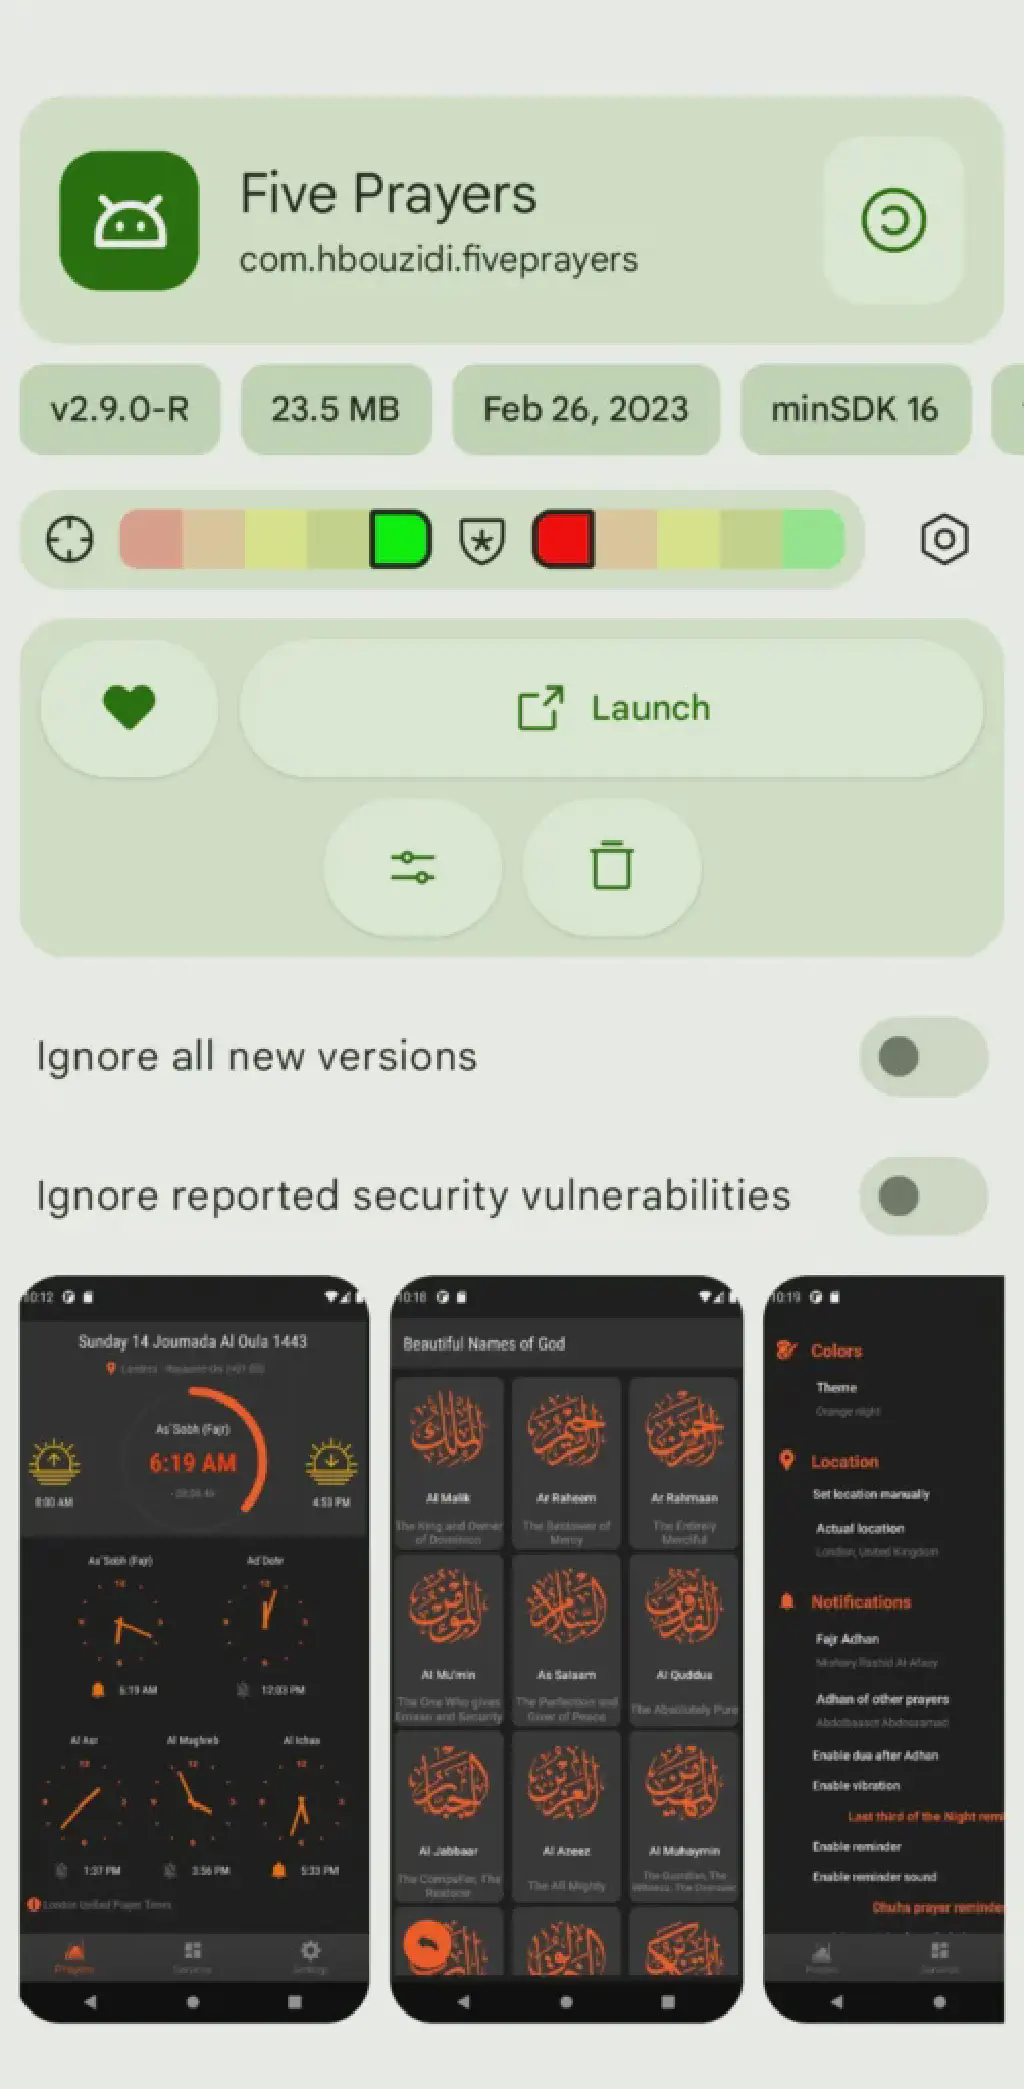 Five Prayers
com.hbouzidi.fiveprayers
v2.9.0-R
23.5 MB
Feb 26, 2023
minSDK 16
Launch
Ignore all new versions
Ignore reported security vulnerabilities
10:12
Sunday 14 Joumada Al Oula 1443
As'Sobh (Fajr)
6:19 AM
8:00 AM
4:53 PM
As'Sobh (Fajr)
Ad'Dohr
6:19 AM
12:03 PM
Al Asr
Al Maghreb
Al Ichaa
1:37 PM
3:56 PM
5:33 PM
London Unified Prayer Times
Prayers
Services
Setting
10:18
Beautiful Names of God
Al Malik
Ar Raheem
Ar Rahmaan
The King and Owner
of Dominion
The Bestower of
Mercy
The Entirely
Merciful
Al Mu'min
As Salaam
Al Quddus
The One Who gives
Emaan and Security
The Perfection and
Giver of Peace
The Absolutely Pure
Al Jabbaar
Al Azeez
Al Muhaymin
The Compeller, The
Restorer
The All Mighty
The Guardian, The
Witness, The Overseer
10:19
Colors
Theme
Orange night
Location
Set location manually
Actual location
London, United Kingdom
Notifications
Fajr Adhan
Mishary Rashid Al-Afasy
Adhan of other prayers
Enable dua after Adhan
Enable vibration
Last third of the Night remi
Enable reminder
Enable reminder sound
Dhuha prayer reminde
Prayers
Services